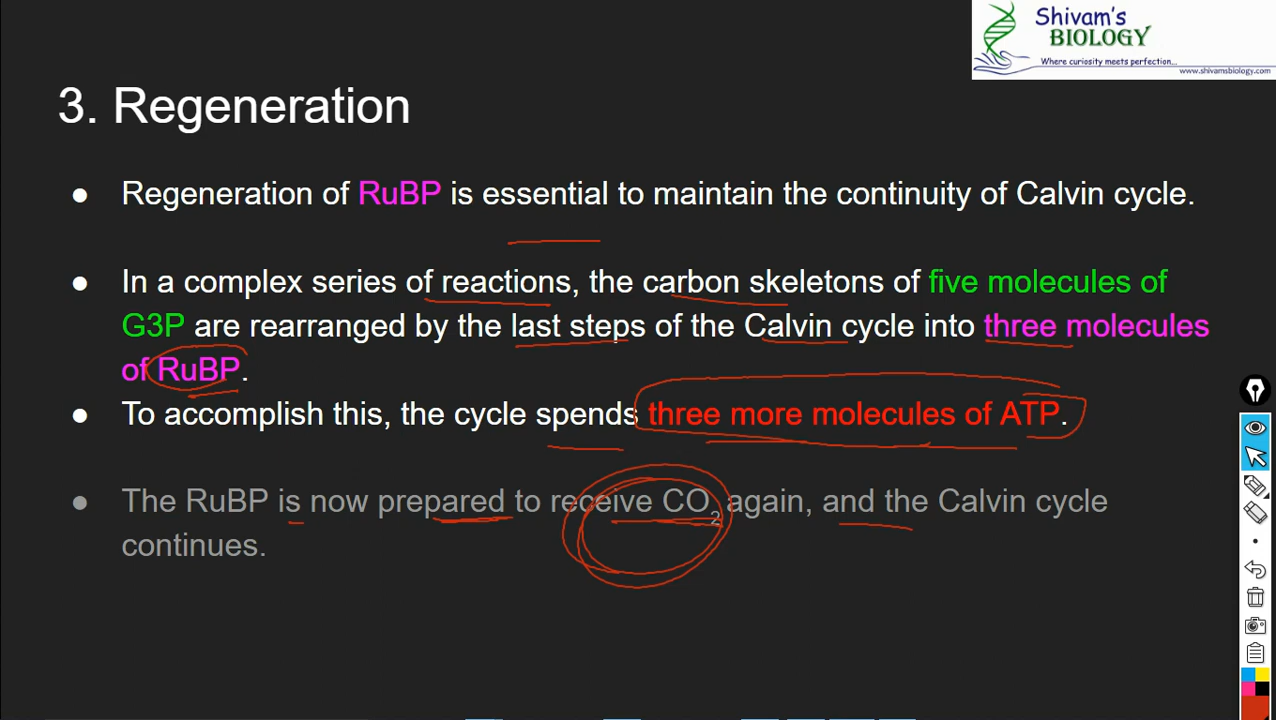 Shivam's
BIOLOGY
Where curiosity meets perfection...
www.shivamsbiology.com
3. Regeneration
● Regeneration of RuBP is essential to maintain the continuity of Calvin cycle.
● In a complex series of reactions, the carbon skeletons of five molecules of
G3P are rearranged by the last steps of the Calvin cycle into three molecules
of RuBP.
● To accomplish this, the cycle spends three more molecules of ATP.
● The RuBP is now prepared to receive CO₂ again, and the Calvin cycle
continues.